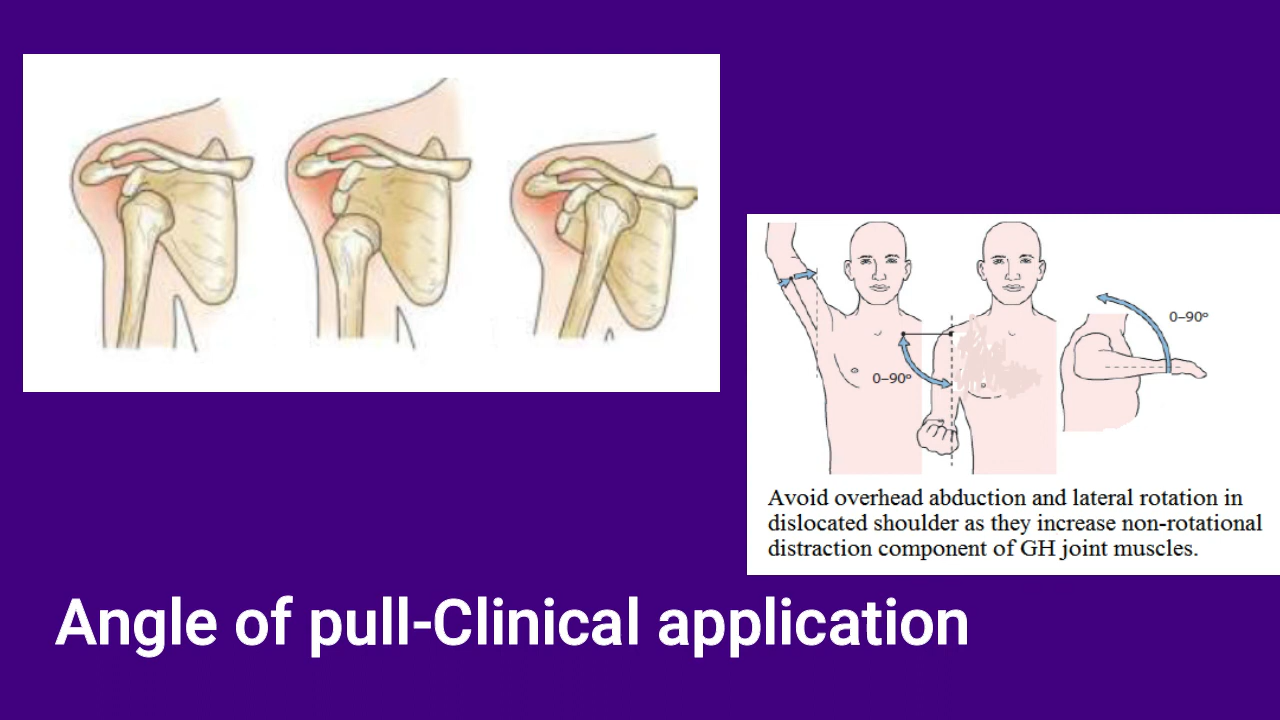 0–90°
0–90°
Avoid overhead abduction and lateral rotation in
dislocated shoulder as they increase non-rotational
distraction component of GH joint muscles.
Angle of pull-Clinical application